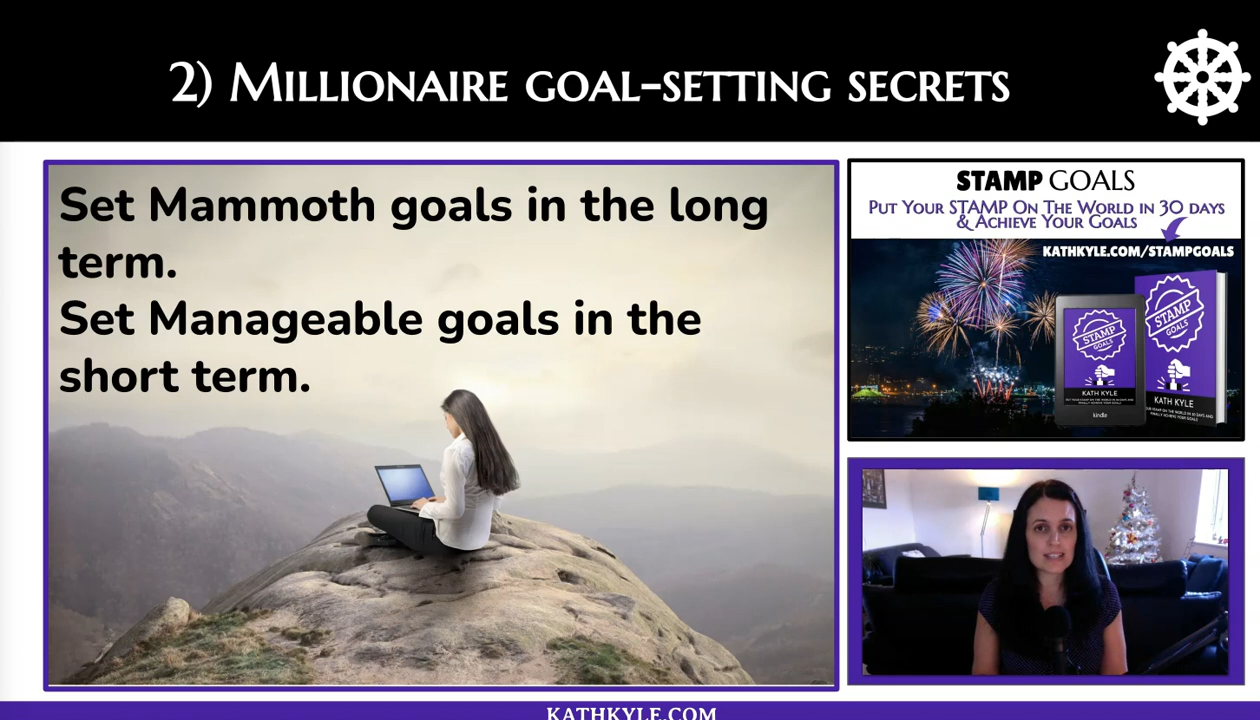 2) Millionaire goal-setting secrets
Set Mammoth goals in the long
term.
Set Manageable goals in the
short term.
STAMP GOALS
Put Your STAMP On The World in 30 days
& Achieve Your Goals
KATHKYLE.COM/STAMPGOALS
STAMP
GOALS
KATH KYLE
kindle
STAMP
GOALS
KATH KYLE
KATHKYLE.COM